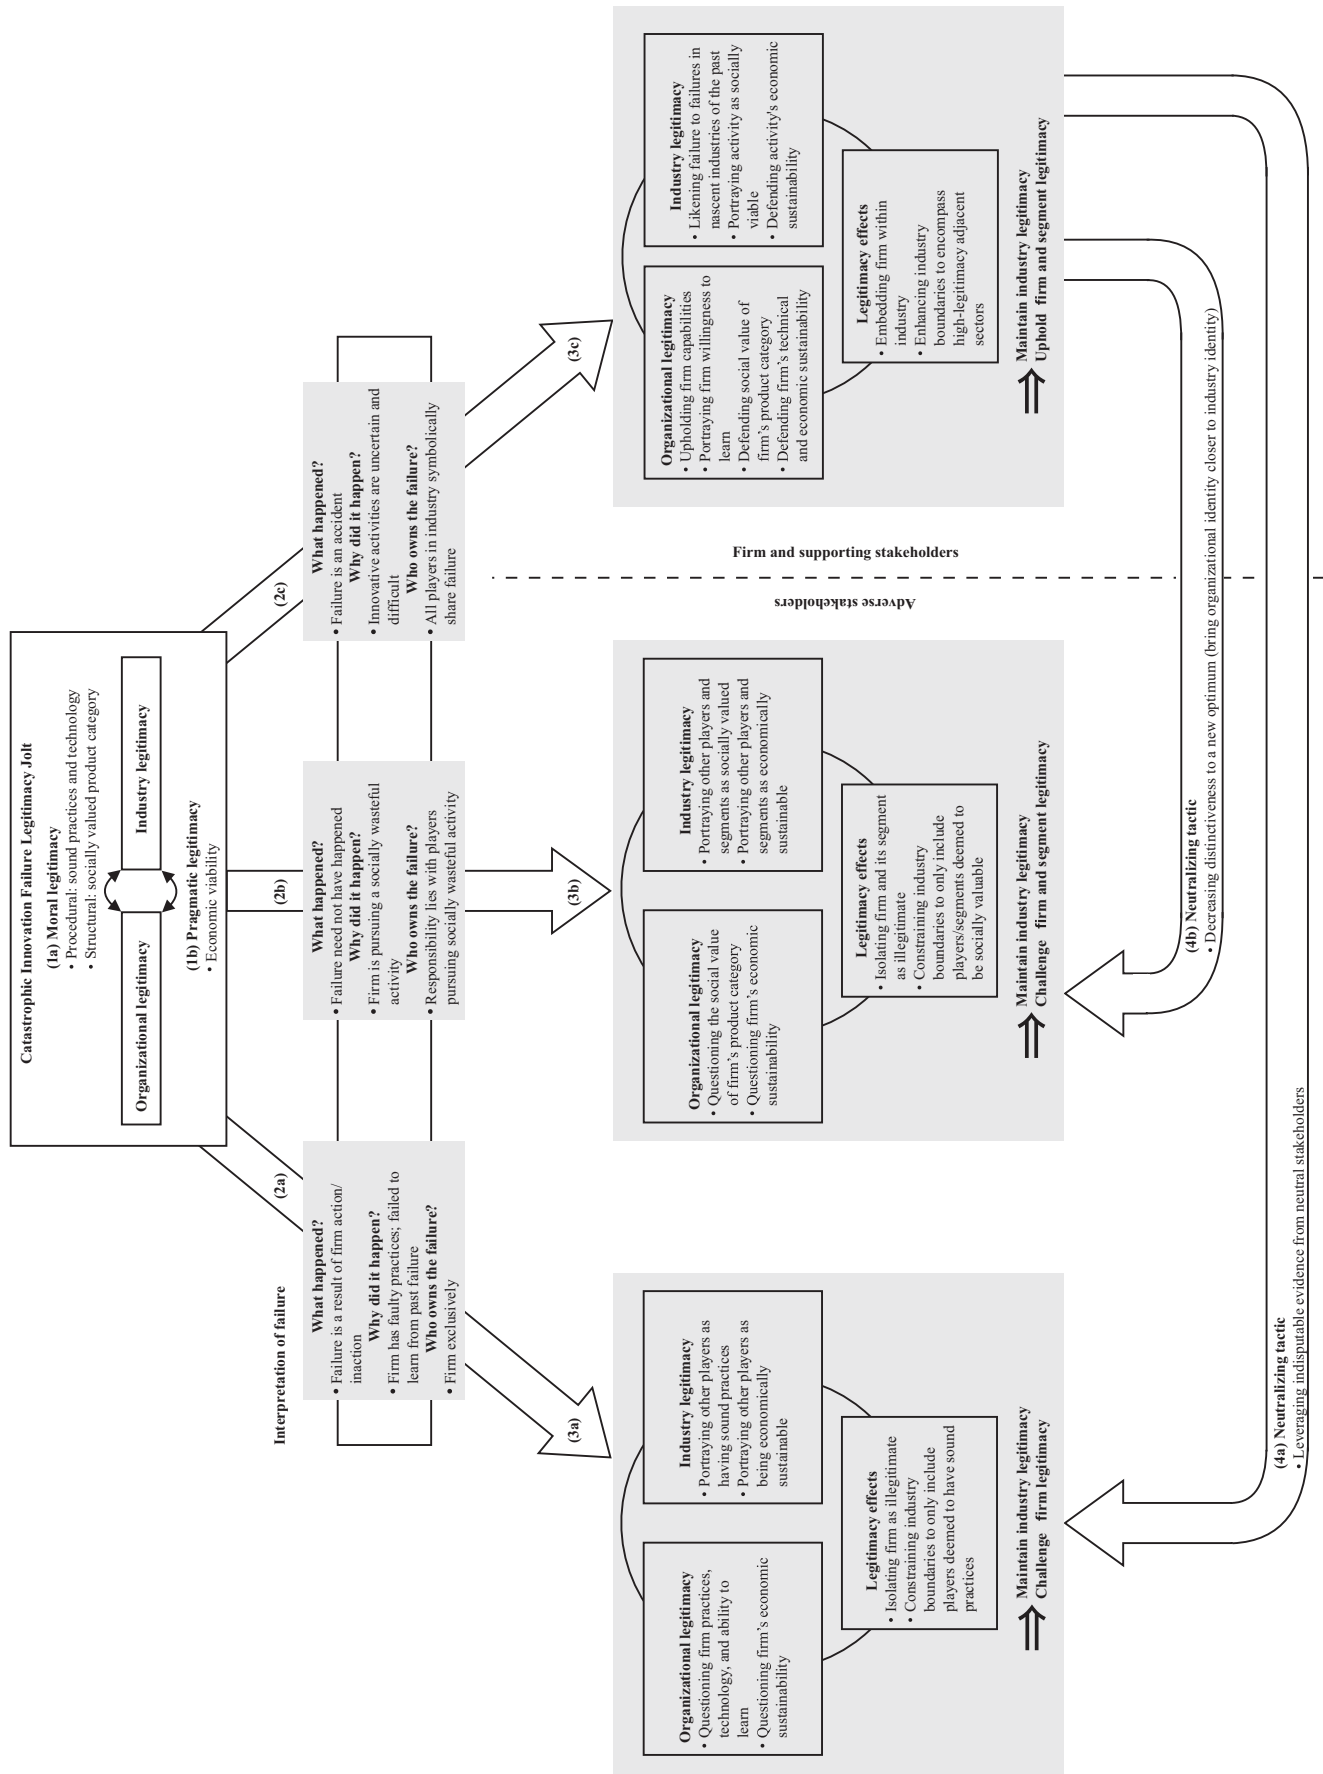 Catastrophic Innovation Failure Legitimacy Jolt
(1a) Moral legitimacy
• Procedural: sound practices and technology
• Structural: socially valued product category
Organizational legitimacy
Industry legitimacy
(1b) Pragmatic legitimacy
• Economic viability
Interpretation of failure
(2a)
(2b)
(2c)
What happened?
• Failure is a result of firm action/
inaction
Why did it happen?
• Firm has faulty practices; failed to
learn from past failure
Who owns the failure?
• Firm exclusively
What happened?
• Failure need not have happened
Why did it happen?
• Firm is pursuing a socially wasteful
activity
Who owns the failure?
• Responsibility lies with players
pursuing socially wasteful activity
What happened?
• Failure is an accident
Why did it happen?
• Innovative activities are uncertain and
difficult
Who owns the failure?
• All players in industry symbolically
share failure
(3a)
(3b)
(3c)
Organizational legitimacy
• Questioning firm practices,
technology, and ability to
learn
• Questioning firm's economic
sustainability
Industry legitimacy
• Portraying other players as
having sound practices
• Portraying other players as
being economically
sustainable
Legitimacy effects
• Isolating firm as illegitimate
• Constraining industry
boundaries to only include
players deemed to have sound
practices
⇒ Maintain industry legitimacy
Challenge firm legitimacy
Organizational legitimacy
• Questioning the social value
of firm's product category
• Questioning firm's economic
sustainability
Industry legitimacy
• Portraying other players and
segments as socially valued
• Portraying other players and
segments as economically
sustainable
Legitimacy effects
• Isolating firm and its segment
as illegitimate
• Constraining industry
boundaries to only include
players/segments deemed to
be socially valuable
⇒ Maintain industry legitimacy
Challenge firm and segment legitimacy
Adverse stakeholders
Firm and supporting stakeholders
Organizational legitimacy
• Upholding firm capabilities
• Portraying firm willingness to
learn
• Defending social value of
firm's product category
• Defending firm's technical
and economic sustainability
Industry legitimacy
• Likening failure to failures in
nascent industries of the past
• Portraying activity as socially
viable
• Defending activity's economic
sustainability
Legitimacy effects
• Embedding firm within
industry
• Enhancing industry
boundaries to encompass
high-legitimacy adjacent
sectors
⇒ Maintain industry legitimacy
Uphold firm and segment legitimacy
(4b) Neutralizing tactic
• Decreasing distinctiveness to a new optimum (bring organizational identity closer to industry identity)
(4a) Neutralizing tactic
• Leveraging indisputable evidence from neutral stakeholders